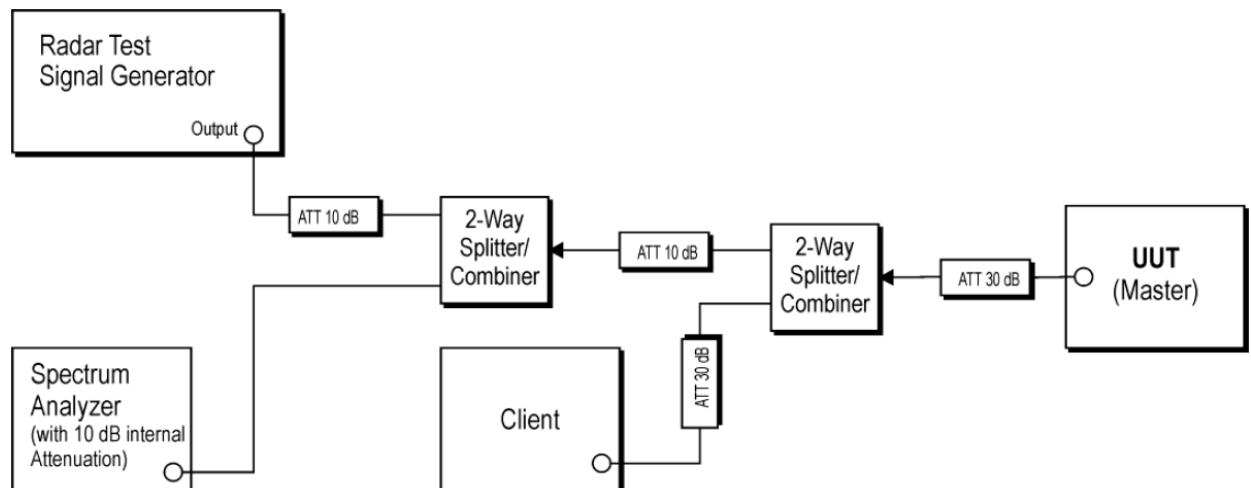 Radar Test
Signal Generator
Output
ATT 10 dB
2-Way
Splitter/
Combiner
ATT 10 dB
2-Way
Splitter/
Combiner
ATT 30 dB
UUT
(Master)
Spectrum
Analyzer
(with 10 dB internal
Attenuation)
Client
ATT 30 dB